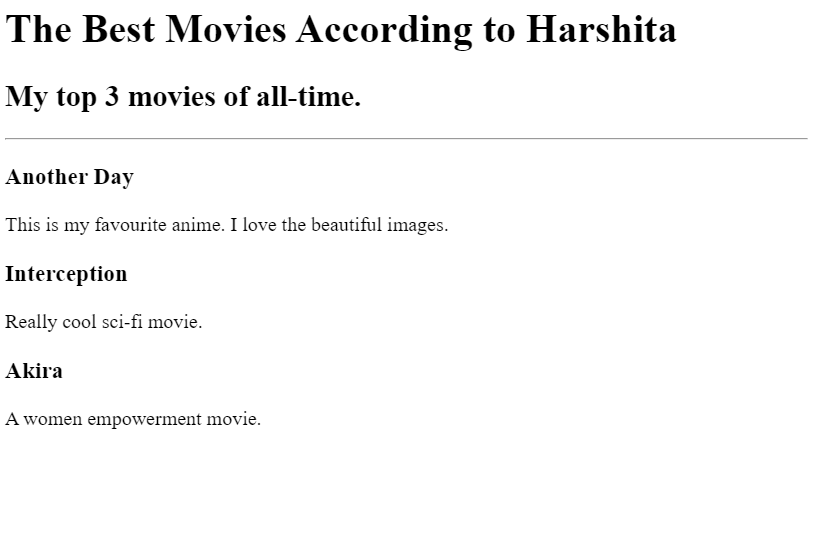 The Best Movies According to Harshita
My top 3 movies of all-time.
Another Day
This is my favourite anime. I love the beautiful images.
Interception
Really cool sci-fi movie.
Akira
A women empowerment movie.